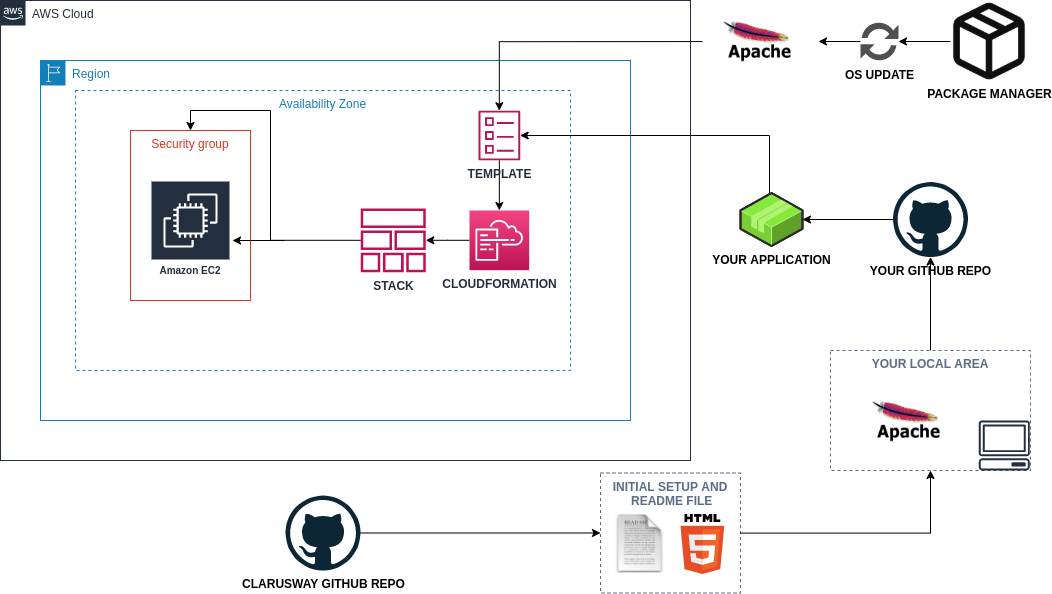 aws
AWS Cloud
Region
Availability Zone
Security group
Amazon EC2
STACK
CLOUDFORMATION
TEMPLATE
Apache
OS UPDATE
PACKAGE MANAGER
YOUR APPLICATION
YOUR GITHUB REPO
YOUR LOCAL AREA
Apache
INITIAL SETUP AND
README FILE
README
HTML
5
CLARUSWAY GITHUB REPO